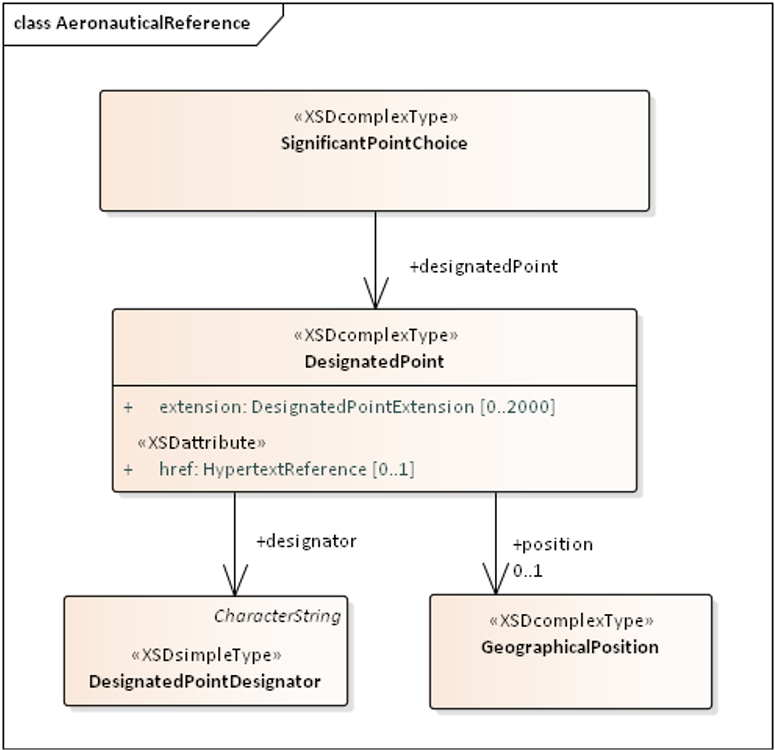 class AeronauticalReference
«XSDcomplexType»
SignificantPointChoice
+designatedPoint
«XSDcomplexType»
DesignatedPoint
+ extension: DesignatedPointExtension [0..2000]
«XSDattribute»
+ href: HypertextReference [0..1]
+designator
+position
0..1
CharacterString
«XSDsimpleType»
DesignatedPointDesignator
«XSDcomplexType»
GeographicalPosition